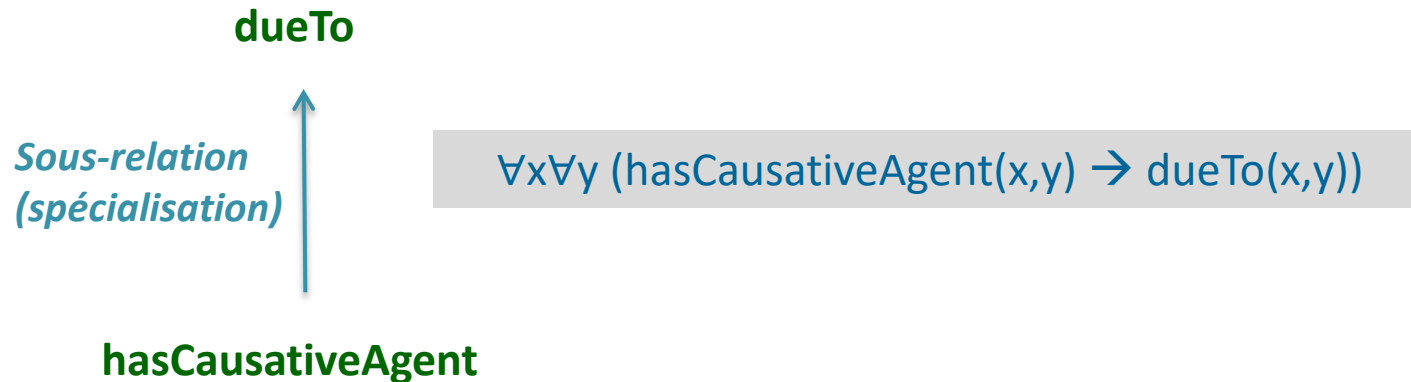 dueTo
Sous-relation
(spécialisation)
∀x∀y (hasCausativeAgent(x,y) → dueTo(x,y))
hasCausativeAgent